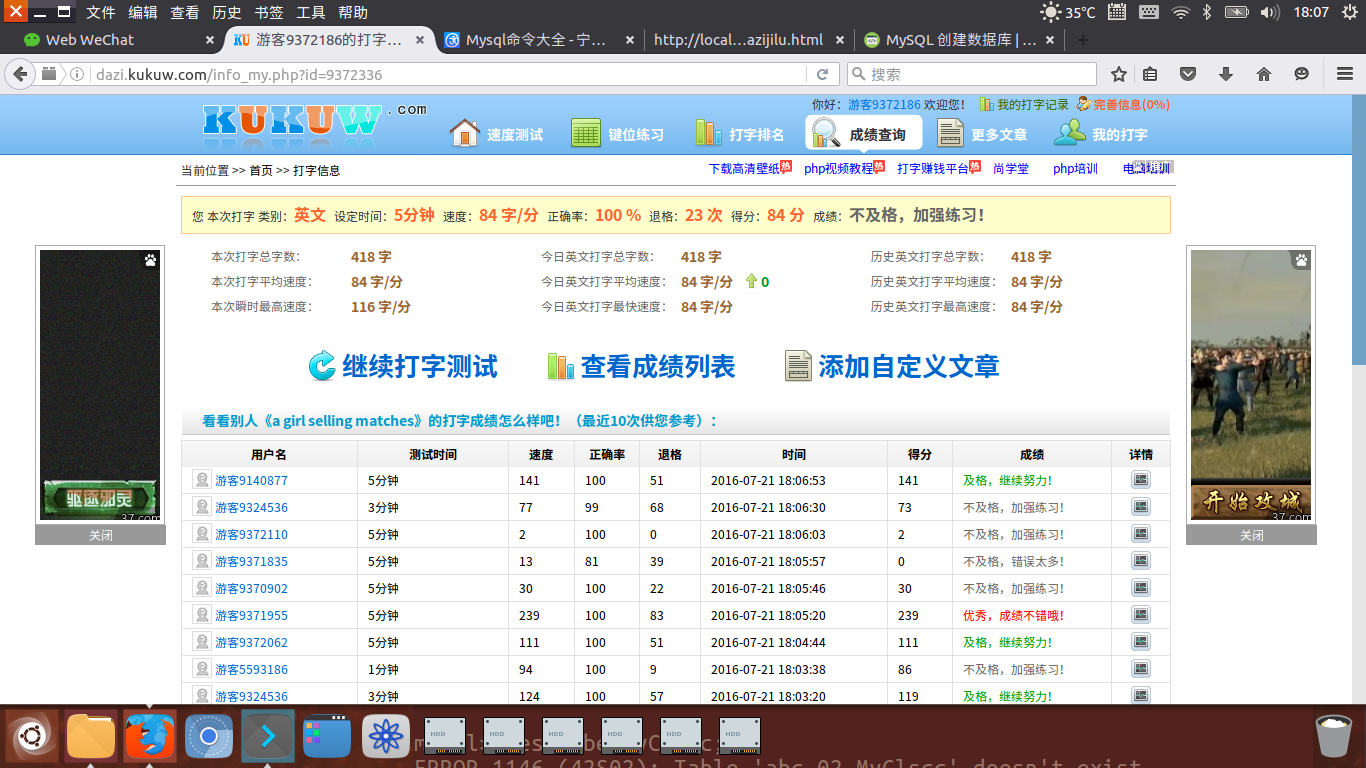 文件 编辑 查看 历史 书签 工具 帮助 35°C 18:07
Web WeChat 游客9372186的打字... Mysql命令大全 - 宁... http://local...azijilu.html MySQL 创建数据库 | ...
dazi.kukuw.com/info_my.php?id=9372336 搜索
你好：游客9372186 欢迎您！ 我的打字记录 完善信息(0%)
KUKUW.com 速度测试 键位练习 打字排名 成绩查询 更多文章 我的打字
当前位置 >> 首页 >> 打字信息 下载高清壁纸 热 php视频教程 热 打字赚钱平台 热 尚学堂 php培训
您 本次打字 类别：英文 设定时间：5分钟 速度：84 字/分 正确率：100 % 退格：23 次 得分：84 分 成绩：不及格，加强练习！
本次打字总字数： 418 字 今日英文打字总字数： 418 字 历史英文打字总字数： 418 字
本次打字平均速度： 84 字/分 今日英文打字平均速度： 84 字/分 0 历史英文打字平均速度： 84 字/分
本次瞬时最高速度： 116 字/分 今日英文打字最快速度： 84 字/分 历史英文打字最高速度： 84 字/分
继续打字测试 查看成绩列表 添加自定义文章
看看别人《a girl selling matches》的打字成绩怎么样吧！（最近10次供您参考）：
用户名 测试时间 速度 正确率 退格 时间 得分 成绩 详情
游客9140877 5分钟 141 100 51 2016-07-21 18:06:53 141 及格，继续努力！
游客9324536 3分钟 77 99 68 2016-07-21 18:06:30 73 不及格，加强练习！
游客9372110 5分钟 2 100 0 2016-07-21 18:06:03 2 不及格，加强练习！
游客9371835 5分钟 13 81 39 2016-07-21 18:05:57 0 不及格，错误太多！
游客9370902 5分钟 30 100 22 2016-07-21 18:05:46 30 不及格，加强练习！
游客9371955 5分钟 239 100 83 2016-07-21 18:05:20 239 优秀，成绩不错哦！
游客9372062 5分钟 111 100 51 2016-07-21 18:04:44 111 及格，继续努力！
游客5593186 1分钟 94 100 9 2016-07-21 18:03:38 86 不及格，加强练习！
游客9324536 3分钟 124 100 57 2016-07-21 18:03:20 119 及格，继续努力！
驱逐邪灵
37.com
关闭
开始攻城
37.com
关闭
HDD HDD HDD HDD HDD HDD
ERROR 1146 (42S02): Table 'abc_02.MyClscc' doesn't exist